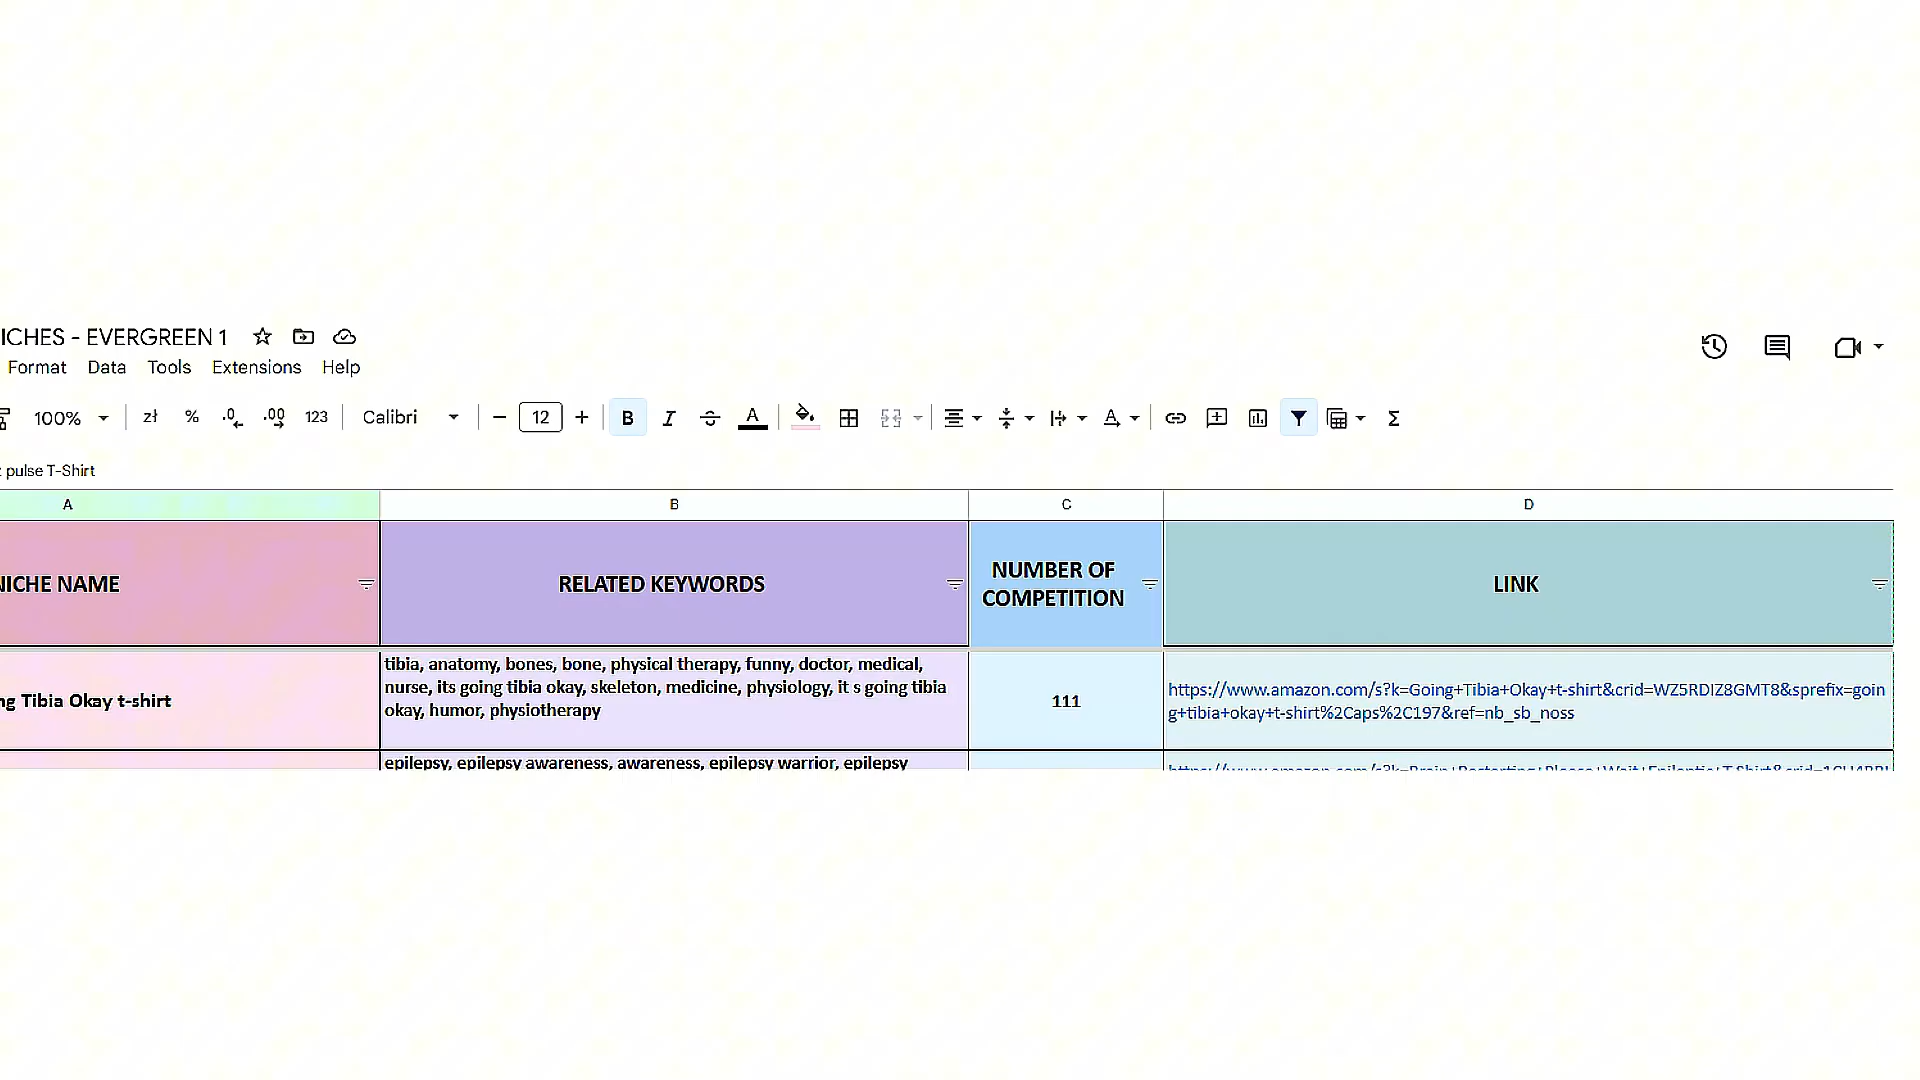 ICHES - EVERGREEN 1
Format Data Tools Extensions Help
100% zł % .0 .00 123 Calibri 12 B I A
pulse T-Shirt
A B C D
NICHE NAME RELATED KEYWORDS NUMBER OF COMPETITION LINK
tibia, anatomy, bones, bone, physical therapy, funny, doctor, medical,
nurse, its going tibia okay, skeleton, medicine, physiology, it s going tibia
okay, humor, physiotherapy
ng Tibia Okay t-shirt
111
https://www.amazon.com/s?k=Going+Tibia+Okay+t-shirt&crid=WZ5RDIZ8GMT8&sprefix=goin
g+tibia+okay+t-shirt%2Caps%2C197&ref=nb_sb_noss
epilepsy, epilepsy awareness, awareness, epilepsy warrior, epilepsy